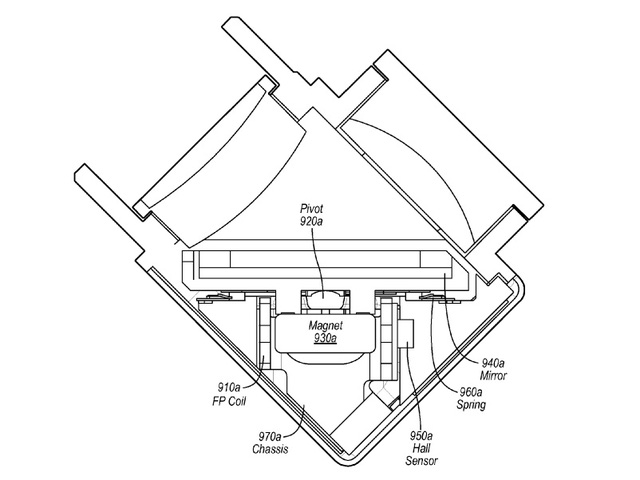 Pivot
920a
Magnet
930a
940a
Mirror
910a
FP Coil
960a
Spring
970a
Chassis
950a
Hall
Sensor